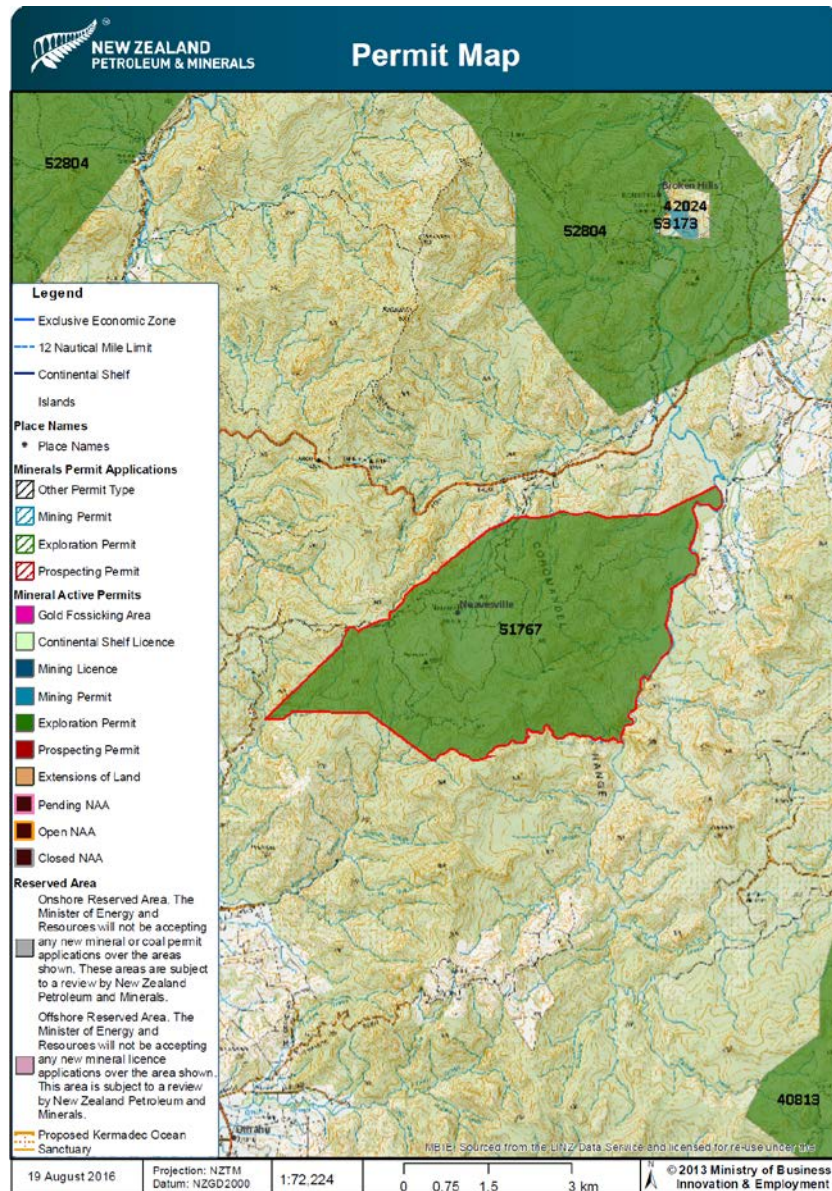 NEW ZEALAND
PETROLEUM & MINERALS
®
Permit Map
52804
Broken Hills
42024
53173
52804
Legend
Exclusive Economic Zone
12 Nautical Mile Limit
Continental Shelf
Islands
Place Names
Place Names
Minerals Permit Applications
Other Permit Type
Mining Permit
Exploration Permit
Prospecting Permit
Mineral Active Permits
Gold Fossicking Area
Continental Shelf Licence
Mining Licence
Mining Permit
Exploration Permit
Prospecting Permit
Extensions of Land
Pending NAA
Open NAA
Closed NAA
Reserved Area
Onshore Reserved Area. The
Minister of Energy and
Resources will not be accepting
any new mineral or coal permit
applications over the areas
shown. These areas are subject
to a review by New Zealand
Petroleum and Minerals.
Offshore Reserved Area. The
Minister of Energy and
Resources will not be accepting
any new mineral licence
applications over the area shown.
This area is subject to a review
by New Zealand Petroleum and
Minerals.
Proposed Kermadec Ocean
Sanctuary
COROMANDEL
Neavesville
51767
RANGE
40813
MBIE. Sourced from the LINZ Data Service and licensed for re-use under the
19 August 2016
Projection: NZTM
Datum: NZGD2000
1:72,224
0 0.75 1.5 3 km
N
© 2013 Ministry of Business
Innovation & Employment